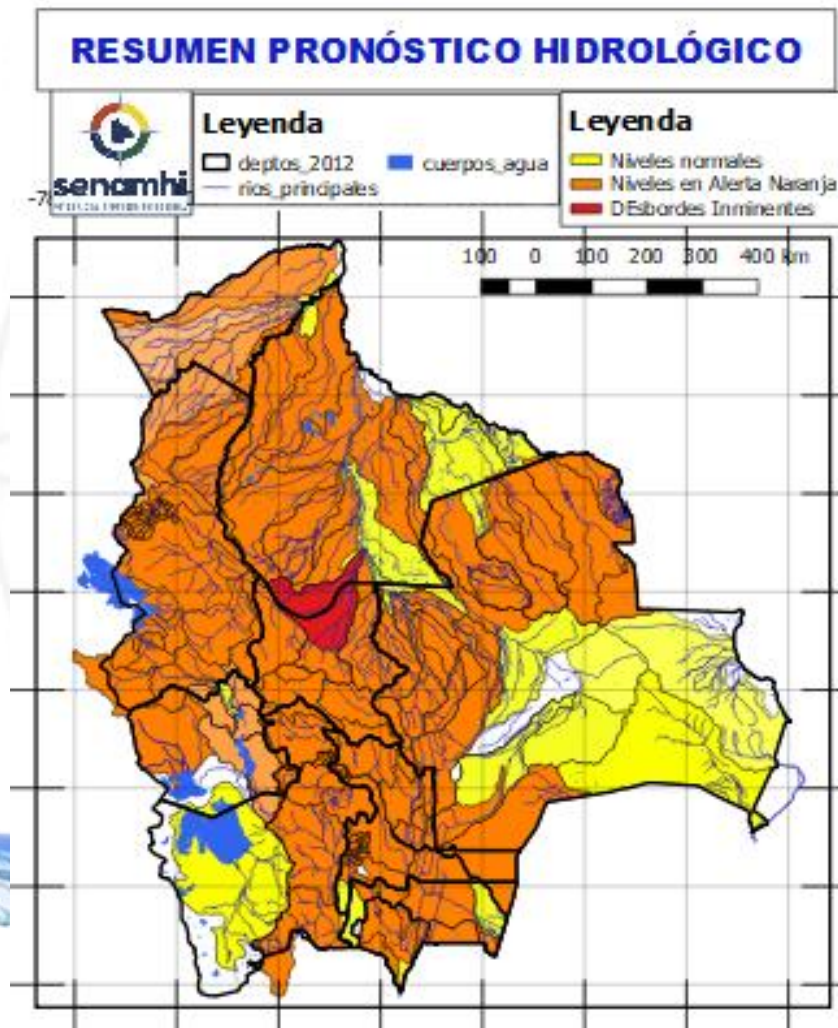 RESUMEN PRONÓSTICO HIDROLÓGICO
senamhi
Leyenda
deptos_2012
cuerpos_agua
rios_principales
Leyenda
Niveles normales
Niveles en Alerta Naranja
DEsbordes Inminentes
100 0 100 200 300 400 km